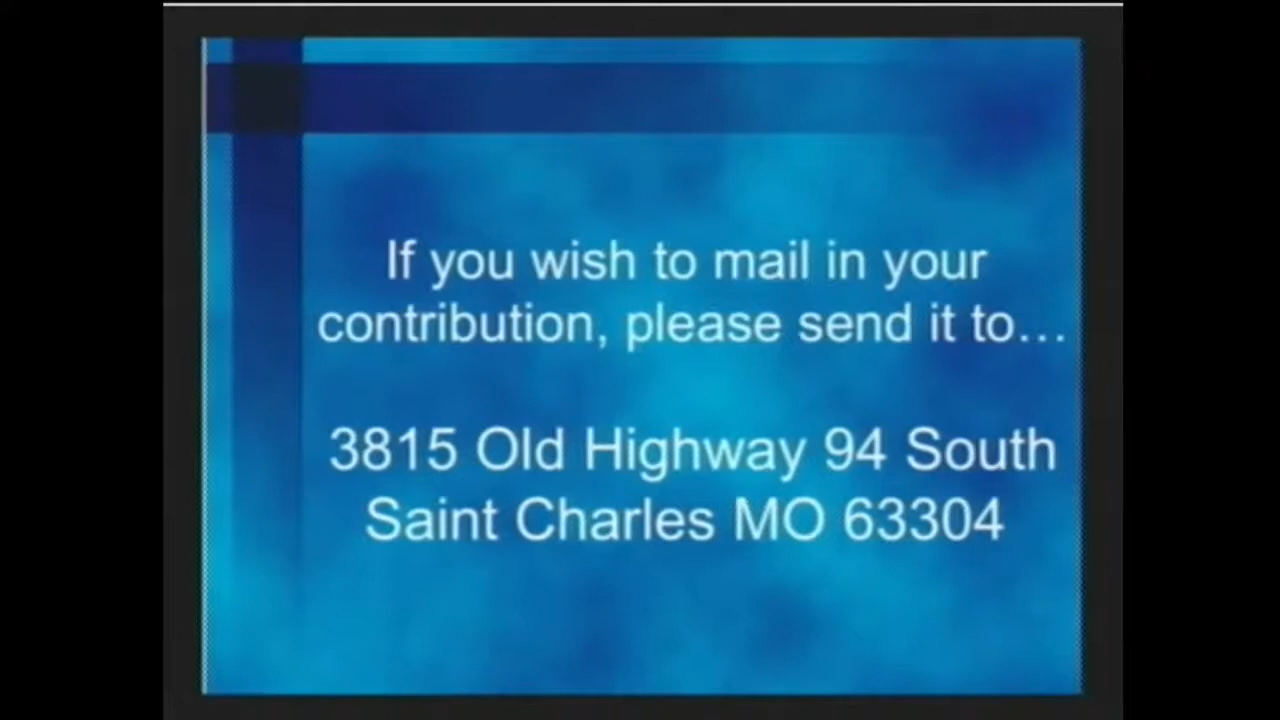 If you wish to mail in your
contribution, please send it to…
3815 Old Highway 94 South
Saint Charles MO 63304